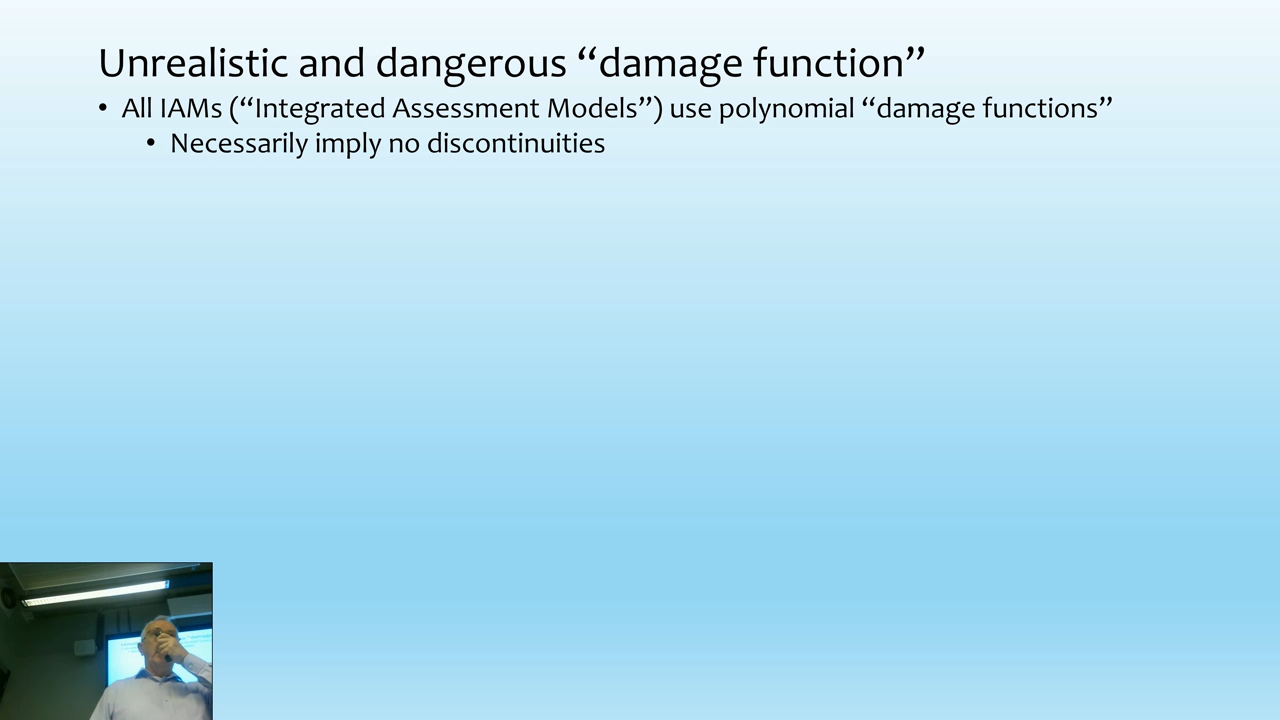 Unrealistic and dangerous “damage function”
• All IAMs (“Integrated Assessment Models”) use polynomial “damage functions”
• Necessarily imply no discontinuities